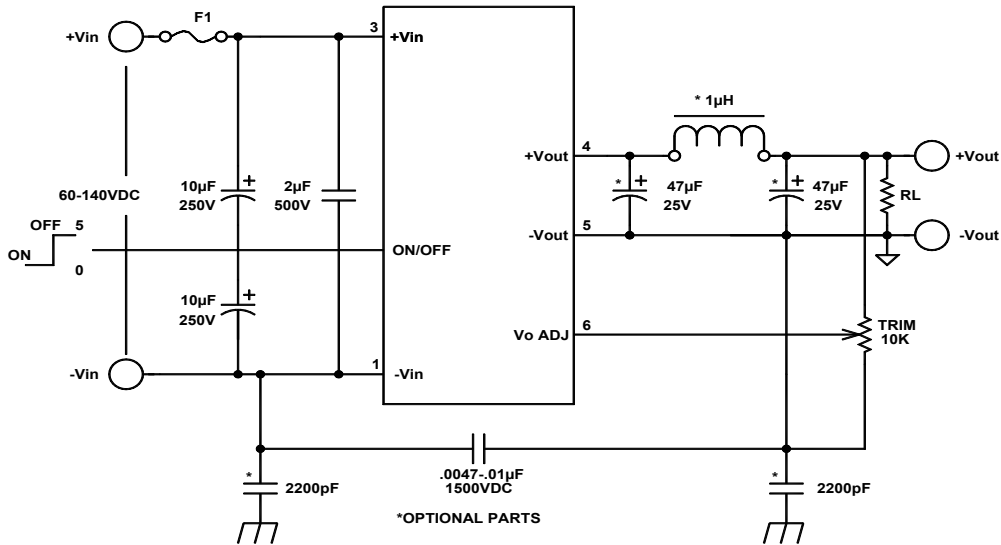 F1
+Vin
3
+Vin
* 1µH
4
+Vout
+Vout
60-140VDC
10µF
250V
+
2µF
500V
*
+
47µF
25V
*
+
47µF
25V
RL
OFF
5
ON
0
ON/OFF
-Vout
5
-Vout
10µF
250V
+
Vo ADJ
6
TRIM
10K
-Vin
1
-Vin
.0047-.01µF
1500VDC
*
2200pF
*
2200pF
*OPTIONAL PARTS